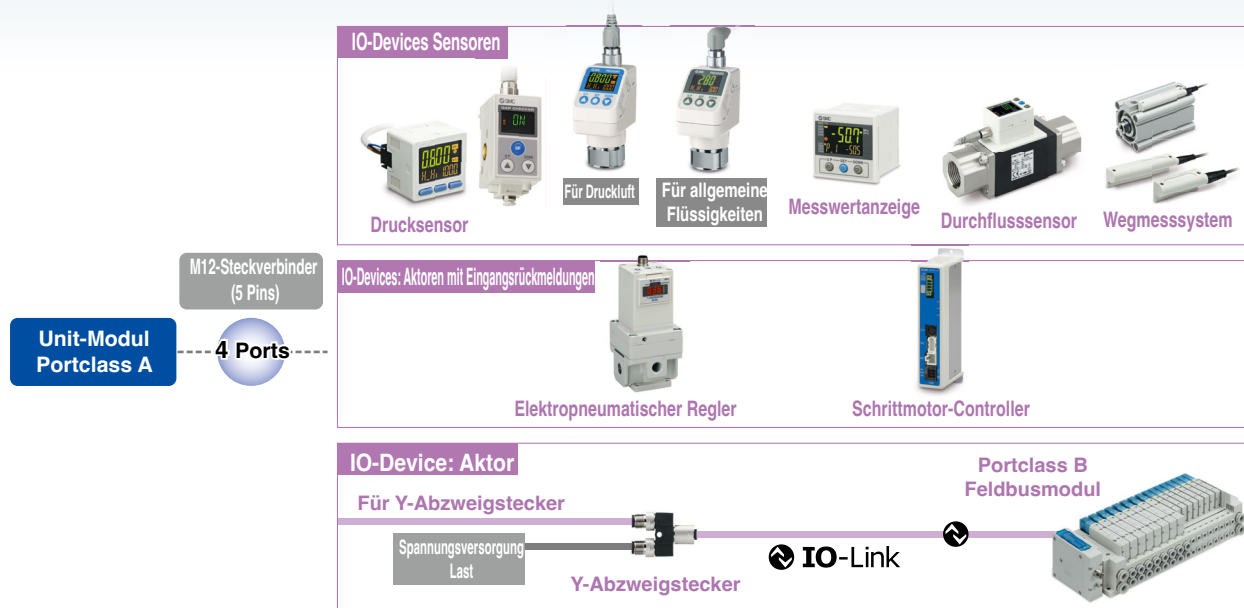 IO-Devices Sensoren
Für Druckluft
Für allgemeine
Flüssigkeiten
Drucksensor
Messwertanzeige
Durchflusssensor
Wegmesssystem
M12-Steckverbinder
(5 Pins)
IO-Devices: Aktoren mit Eingangsrückmeldungen
Unit-Modul
Portclass A
4 Ports
Elektropneumatischer Regler
Schrittmotor-Controller
IO-Device: Aktor
Portclass B
Feldbusmodul
Für Y-Abzweigstecker
Spannungsversorgung
Last
IO-Link
Y-Abzweigstecker